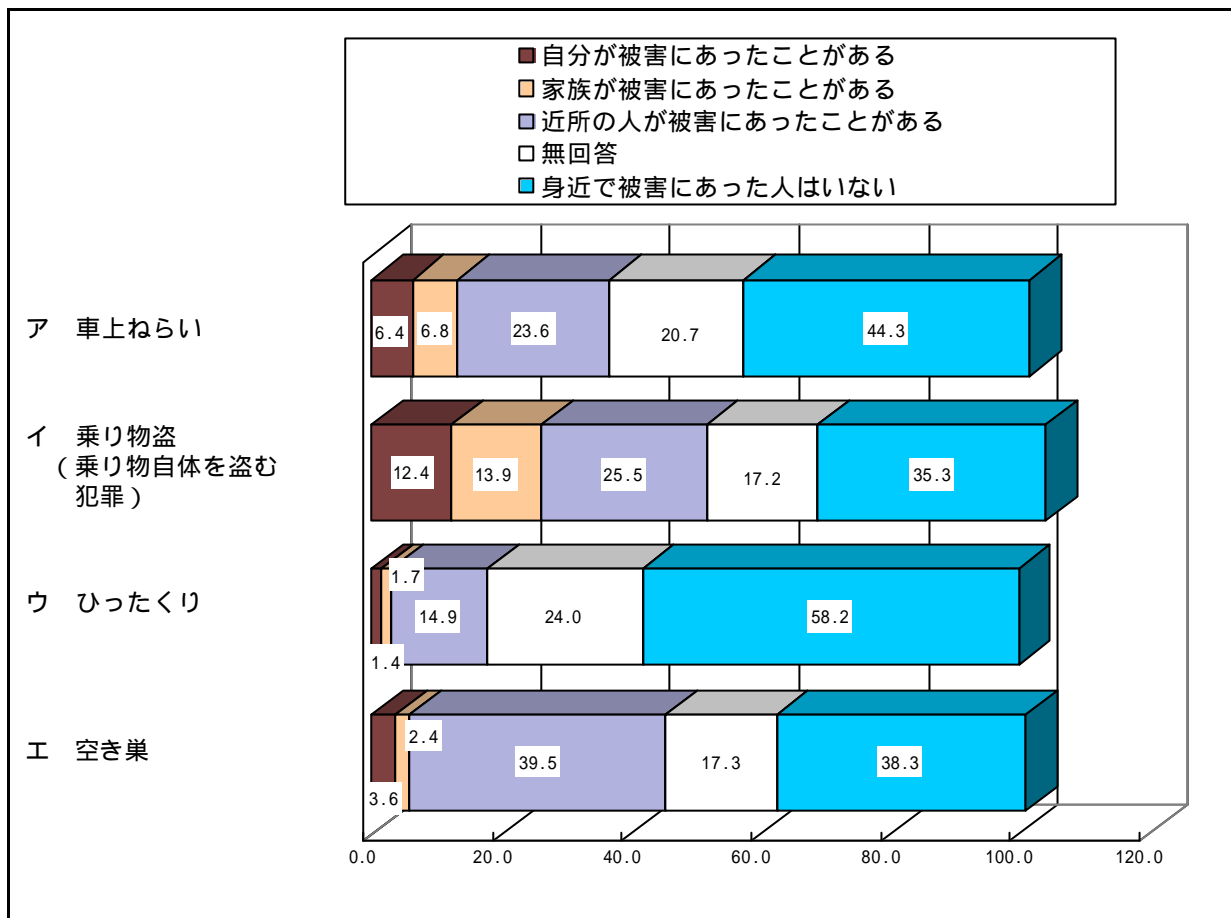 自分が被害にあったことがある
家族が被害にあったことがある
近所の人が被害にあったことがある
無回答
身近で被害にあった人はいない
ア 車上ねらい
6.4 6.8 23.6 20.7 44.3
イ 乗り物盗
(乗り物自体を盗む
犯罪)
12.4 13.9 25.5 17.2 35.3
ウ ひったくり
1.4 1.7 14.9 24.0 58.2
エ 空き巣
3.6 2.4 39.5 17.3 38.3
0.0 20.0 40.0 60.0 80.0 100.0 120.0